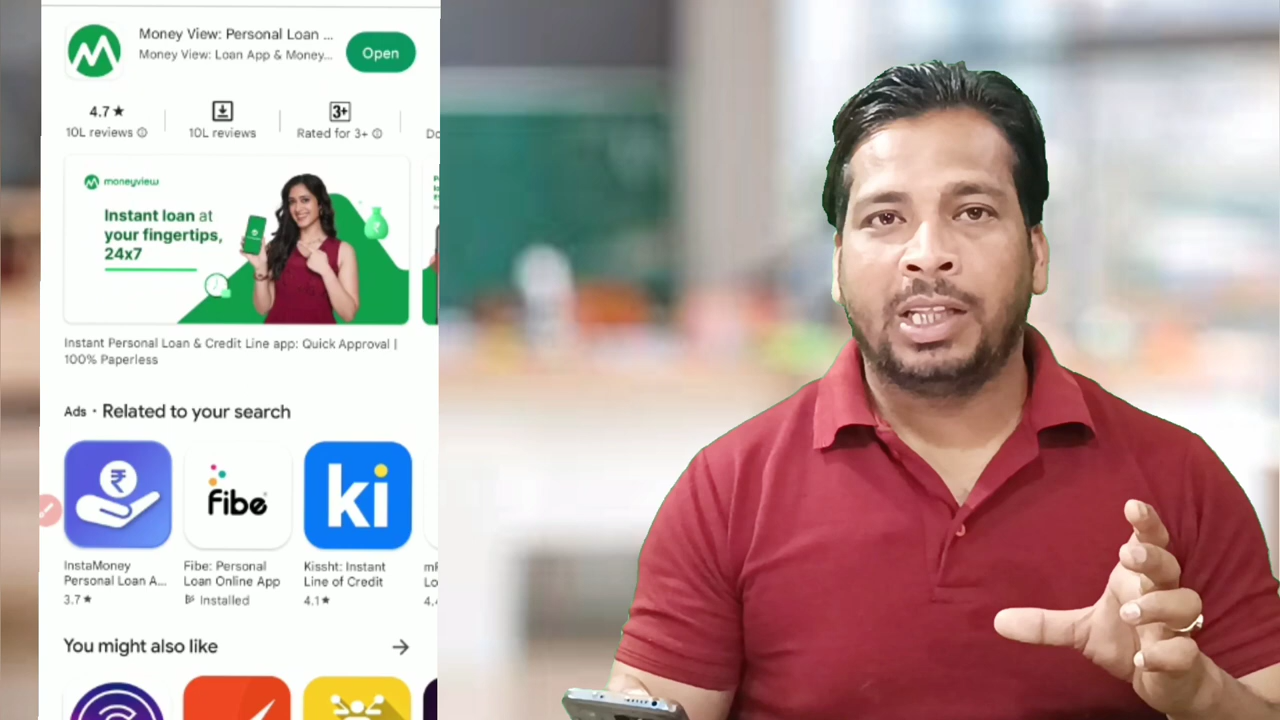 Money View: Personal Loan ...
Money View: Loan App & Money...
Open
4.7★
10L reviews
10L reviews
3+
Rated for 3+
Do
moneyview
Instant loan at
your fingertips,
24x7
Instant Personal Loan & Credit Line app: Quick Approval |
100% Paperless
Ads • Related to your search
fibe
ki
InstaMoney
Personal Loan A...
3.7★
Fibe: Personal
Loan Online App
Installed
Kissht: Instant
Line of Credit
4.1★
Lo
4.
You might also like